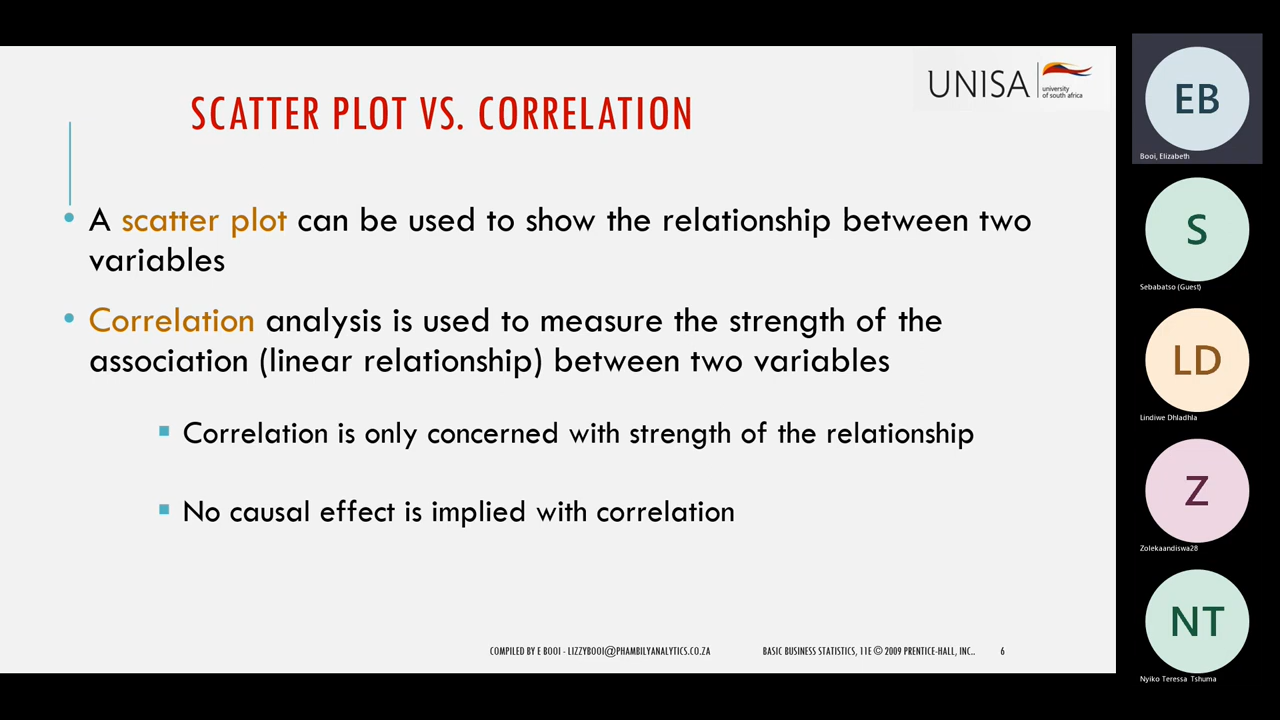 UNISA
university
of south africa
SCATTER PLOT VS. CORRELATION
• A scatter plot can be used to show the relationship between two
variables
• Correlation analysis is used to measure the strength of the
association (linear relationship) between two variables
▪ Correlation is only concerned with strength of the relationship
▪ No causal effect is implied with correlation
COMPILED BY E BOOI - LIZZYBOOI@PHAMBILYANALYTICS.CO.ZA
BASIC BUSINESS STATISTICS, 11E © 2009 PRENTICE-HALL, INC..
6
EB
Booi, Elizabeth
S
Sebabatso (Guest)
LD
Lindiwe Dhladhla
Z
Zolekaandiswa28
NT
Nyiko Teressa Tshuma